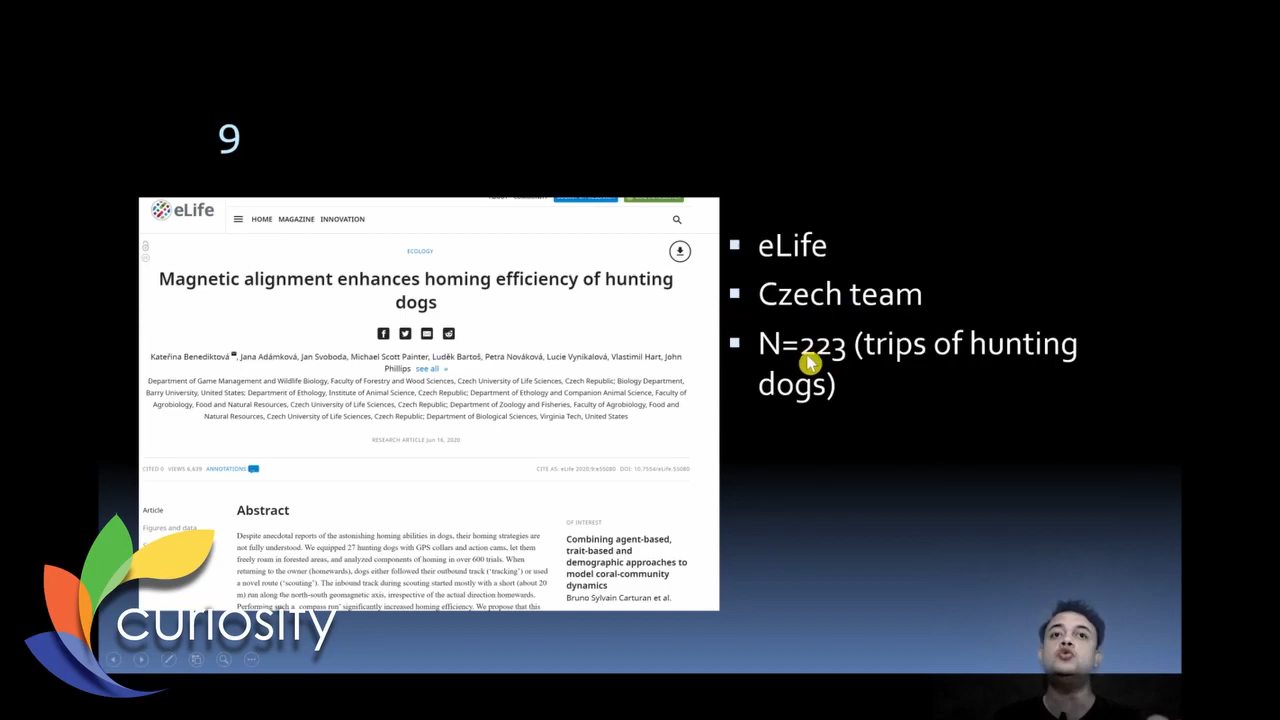 9
eLife
HOME MAGAZINE INNOVATION
ECOLOGY
Magnetic alignment enhances homing efficiency of hunting
dogs
Kateřina Benediktová, Jana Adámková, Jan Svoboda, Michael Scott Painter, Luděk Bartoš, Petra Nováková, Lucie Vynikalová, Vlastimil Hart, John
Phillips see all »
Department of Game Management and Wildlife Biology, Faculty of Forestry and Wood Sciences, Czech University of Life Sciences, Czech Republic; Biology Department,
Barry University, United States; Department of Ethology, Institute of Animal Science, Czech Republic; Department of Ethology and Companion Animal Science, Faculty of
Agrobiology, Food and Natural Resources, Czech University of Life Sciences, Czech Republic; Department of Zoology and Fisheries, Faculty of Agrobiology, Food and
Natural Resources, Czech University of Life Sciences, Czech Republic; Department of Biological Sciences, Virginia Tech, United States
RESEARCH ARTICLE Jun 16, 2020
CITED 0 VIEWS 6,639 ANNOTATIONS
CITE AS: eLife 2020;9:e55080 DOI: 10.7554/eLife.55080
Article
Figures and data
Abstract
Despite anecdotal reports of the astonishing homing abilities in dogs, their homing strategies are
not fully understood. We equipped 27 hunting dogs with GPS collars and action cams, let them
freely roam in forested areas, and analyzed components of homing in over 600 trials. When
returning to the owner (homewards), dogs either followed their outbound track ('tracking') or used
a novel route ('scouting'). The inbound track during scouting started mostly with a short (about 20
m) run along the north-south geomagnetic axis, irrespective of the actual direction homewards.
Performing such a 'compass run' significantly increased homing efficiency. We propose that this
OF INTEREST
Combining agent-based,
trait-based and
demographic approaches to
model coral-community
dynamics
Bruno Sylvain Carturan et al.
eLife
Czech team
N=223 (trips of hunting
dogs)
curiosity